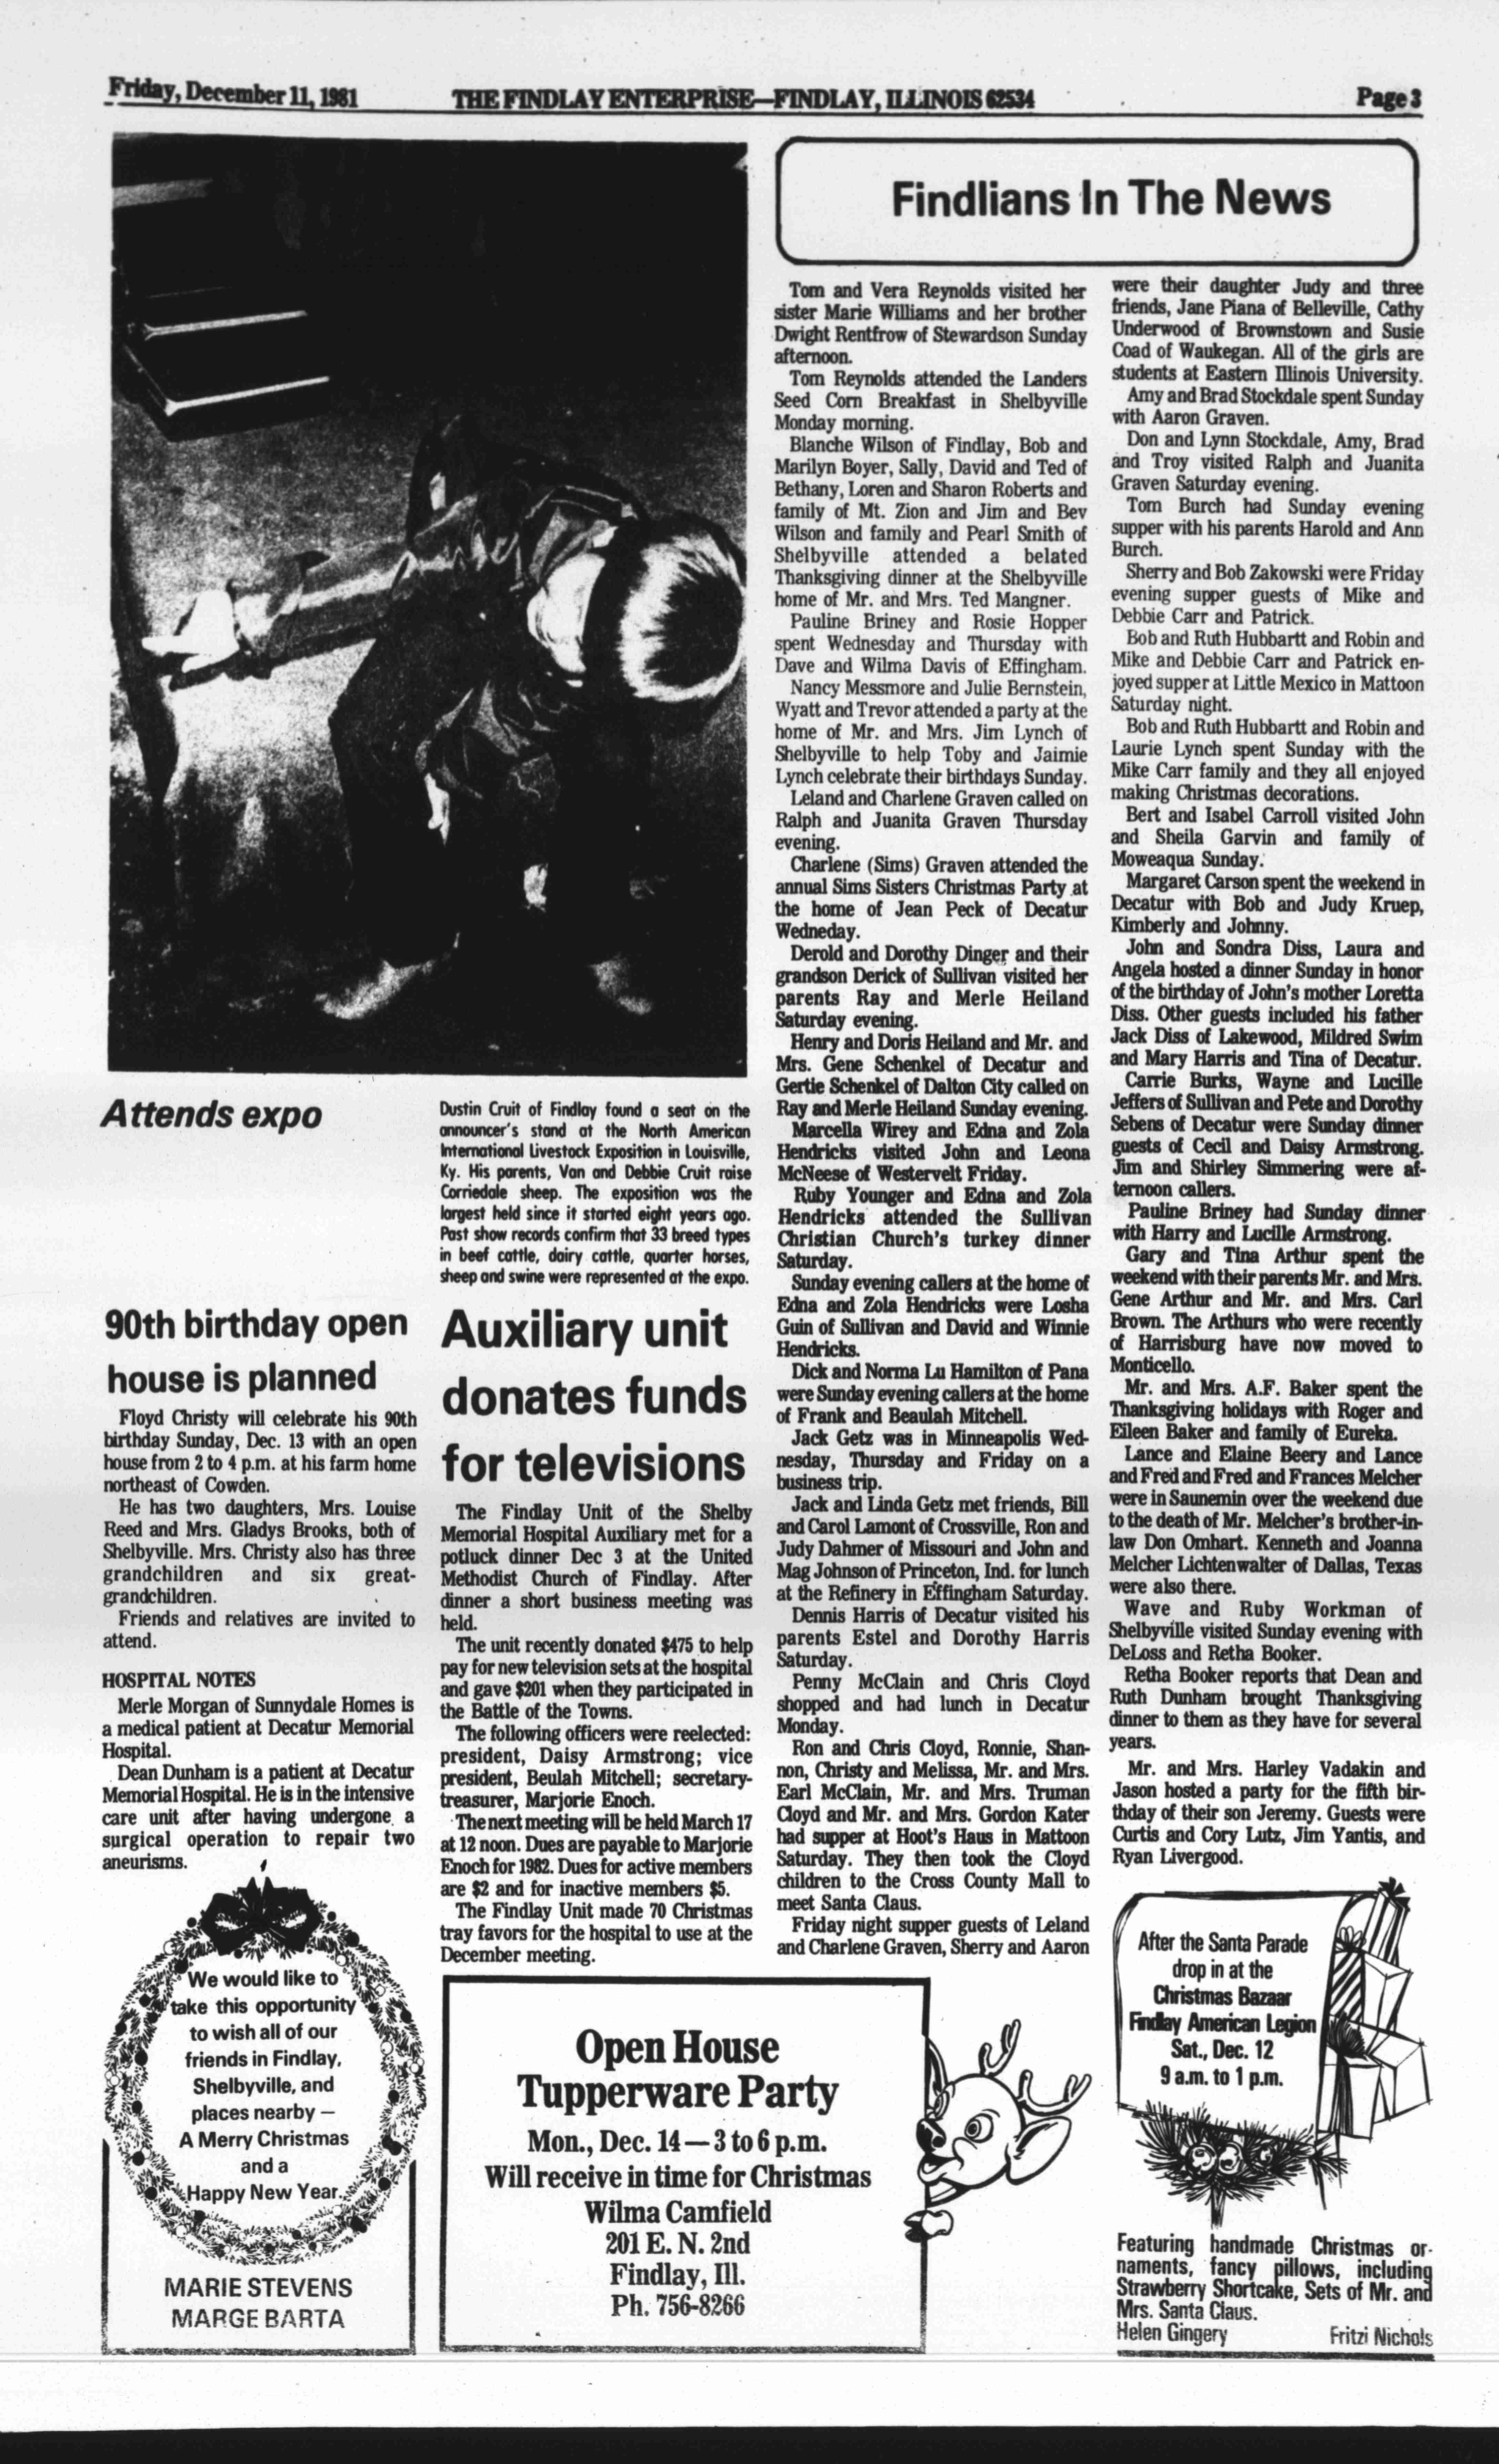 Friday, December 11, 1981
THE FINDLAY ENTERPRISE—FINDLAY, ILLINOIS 62534
Page 3
Attends expo
Dustin Cruit of Findlay found a seat on the
announcer's stand at the North American
International Livestock Exposition in Louisville,
Ky. His parents, Van and Debbie Cruit raise
Corriedale sheep. The exposition was the
largest held since it started eight years ago.
Past show records confirm that 33 breed types
in beef cattle, dairy cattle, quarter horses,
sheep and swine were represented at the expo.
90th birthday open
house is planned
Floyd Christy will celebrate his 90th
birthday Sunday, Dec. 13 with an open
house from 2 to 4 p.m. at his farm home
northeast of Cowden.
He has two daughters, Mrs. Louise
Reed and Mrs. Gladys Brooks, both of
Shelbyville. Mrs. Christy also has three
grandchildren and six great-
grandchildren.
Friends and relatives are invited to
attend.
HOSPITAL NOTES
Merle Morgan of Sunnydale Homes is
a medical patient at Decatur Memorial
Hospital.
Dean Dunham is a patient at Decatur
Memorial Hospital. He is in the intensive
care unit after having undergone a
surgical operation to repair two
aneurisms.
We would like to
take this opportunity
to wish all of our
friends in Findlay,
Shelbyville, and
places nearby —
A Merry Christmas
and a
Happy New Year.
MARIE STEVENS
MARGE BARTA
Auxiliary unit
donates funds
for televisions
The Findlay Unit of the Shelby
Memorial Hospital Auxiliary met for a
potluck dinner Dec 3 at the United
Methodist Church of Findlay. After
dinner a short business meeting was
held.
The unit recently donated $475 to help
pay for new television sets at the hospital
and gave $201 when they participated in
the Battle of the Towns.
The following officers were reelected:
president, Daisy Armstrong; vice
president, Beulah Mitchell; secretary-
treasurer, Marjorie Enoch.
The next meeting will be held March 17
at 12 noon. Dues are payable to Marjorie
Enoch for 1982. Dues for active members
are $2 and for inactive members $5.
The Findlay Unit made 70 Christmas
tray favors for the hospital to use at the
December meeting.
Open House
Tupperware Party
Mon., Dec. 14 — 3 to 6 p.m.
Will receive in time for Christmas
Wilma Camfield
201 E. N. 2nd
Findlay, Ill.
Ph. 756-8266
Findlians In The News
Tom and Vera Reynolds visited her
sister Marie Williams and her brother
Dwight Rentfrow of Stewardson Sunday
afternoon.
Tom Reynolds attended the Landers
Seed Corn Breakfast in Shelbyville
Monday morning.
Blanche Wilson of Findlay, Bob and
Marilyn Boyer, Sally, David and Ted of
Bethany, Loren and Sharon Roberts and
family of Mt. Zion and Jim and Bev
Wilson and family and Pearl Smith of
Shelbyville attended a belated
Thanksgiving dinner at the Shelbyville
home of Mr. and Mrs. Ted Mangner.
Pauline Briney and Rosie Hopper
spent Wednesday and Thursday with
Dave and Wilma Davis of Effingham.
Nancy Messmore and Julie Bernstein,
Wyatt and Trevor attended a party at the
home of Mr. and Mrs. Jim Lynch of
Shelbyville to help Toby and Jaimie
Lynch celebrate their birthdays Sunday.
Leland and Charlene Graven called on
Ralph and Juanita Graven Thursday
evening.
Charlene (Sims) Graven attended the
annual Sims Sisters Christmas Party at
the home of Jean Peck of Decatur
Wedneday.
Derold and Dorothy Dinger and their
grandson Derick of Sullivan visited her
parents Ray and Merle Heiland
Saturday evening.
Henry and Doris Heiland and Mr. and
Mrs. Gene Schenkel of Decatur and
Gertie Schenkel of Dalton City called on
Ray and Merle Heiland Sunday evening.
Marcella Wirey and Edna and Zola
Hendricks visited John and Leona
McNeese of Westervelt Friday.
Ruby Younger and Edna and Zola
Hendricks attended the Sullivan
Christian Church's turkey dinner
Saturday.
Sunday evening callers at the home of
Edna and Zola Hendricks were Losha
Guin of Sullivan and David and Winnie
Hendricks.
Dick and Norma Lu Hamilton of Pana
were Sunday evening callers at the home
of Frank and Beaulah Mitchell.
Jack Getz was in Minneapolis Wed-
nesday, Thursday and Friday on a
business trip.
Jack and Linda Getz met friends, Bill
and Carol Lamont of Crossville, Ron and
Judy Dahmer of Missouri and John and
Mag Johnson of Princeton, Ind. for lunch
at the Refinery in Effingham Saturday.
Dennis Harris of Decatur visited his
parents Estel and Dorothy Harris
Saturday.
Penny McClain and Chris Cloyd
shopped and had lunch in Decatur
Monday.
Ron and Chris Cloyd, Ronnie, Shan-
non, Christy and Melissa, Mr. and Mrs.
Earl McClain, Mr. and Mrs. Truman
Cloyd and Mr. and Mrs. Gordon Kater
had supper at Hoot's Haus in Mattoon
Saturday. They then took the Cloyd
children to the Cross County Mall to
meet Santa Claus.
Friday night supper guests of Leland
and Charlene Graven, Sherry and Aaron
were their daughter Judy and three
friends, Jane Piana of Belleville, Cathy
Underwood of Brownstown and Susie
Coad of Waukegan. All of the girls are
students at Eastern Illinois University.
Amy and Brad Stockdale spent Sunday
with Aaron Graven.
Don and Lynn Stockdale, Amy, Brad
and Troy visited Ralph and Juanita
Graven Saturday evening.
Tom Burch had Sunday evening
supper with his parents Harold and Ann
Burch.
Sherry and Bob Zakowski were Friday
evening supper guests of Mike and
Debbie Carr and Patrick.
Bob and Ruth Hubbartt and Robin and
Mike and Debbie Carr and Patrick en-
joyed supper at Little Mexico in Mattoon
Saturday night.
Bob and Ruth Hubbartt and Robin and
Laurie Lynch spent Sunday with the
Mike Carr family and they all enjoyed
making Christmas decorations.
Bert and Isabel Carroll visited John
and Sheila Garvin and family of
Moweaqua Sunday.
Margaret Carson spent the weekend in
Decatur with Bob and Judy Kruep,
Kimberly and Johnny.
John and Sondra Diss, Laura and
Angela hosted a dinner Sunday in honor
of the birthday of John's mother Loretta
Diss. Other guests included his father
Jack Diss of Lakewood, Mildred Swim
and Mary Harris and Tina of Decatur.
Carrie Burks, Wayne and Lucille
Jeffers of Sullivan and Pete and Dorothy
Sebens of Decatur were Sunday dinner
guests of Cecil and Daisy Armstrong.
Jim and Shirley Simmering were af-
ternoon callers.
Pauline Briney had Sunday dinner
with Harry and Lucille Armstrong.
Gary and Tina Arthur spent the
weekend with their parents Mr. and Mrs.
Gene Arthur and Mr. and Mrs. Carl
Brown. The Arthurs who were recently
of Harrisburg have now moved to
Monticello.
Mr. and Mrs. A.F. Baker spent the
Thanksgiving holidays with Roger and
Eileen Baker and family of Eureka.
Lance and Elaine Beery and Lance
and Fred and Fred and Frances Melcher
were in Saunemin over the weekend due
to the death of Mr. Melcher's brother-in-
law Don Omhart. Kenneth and Joanna
Melcher Lichtenwalter of Dallas, Texas
were also there.
Wave and Ruby Workman of
Shelbyville visited Sunday evening with
DeLoss and Retha Booker.
Retha Booker reports that Dean and
Ruth Dunham brought Thanksgiving
dinner to them as they have for several
years.
Mr. and Mrs. Harley Vadakin and
Jason hosted a party for the fifth bir-
thday of their son Jeremy. Guests were
Curtis and Cory Lutz, Jim Yantis, and
Ryan Livergood.
After the Santa Parade
drop in at the
Christmas Bazaar
Findlay American Legion
Sat., Dec. 12
9 a.m. to 1 p.m.
Featuring handmade Christmas or-
naments, fancy pillows, including
Strawberry Shortcake, Sets of Mr. and
Mrs. Santa Claus.
Helen Gingery Fritzi Nichols